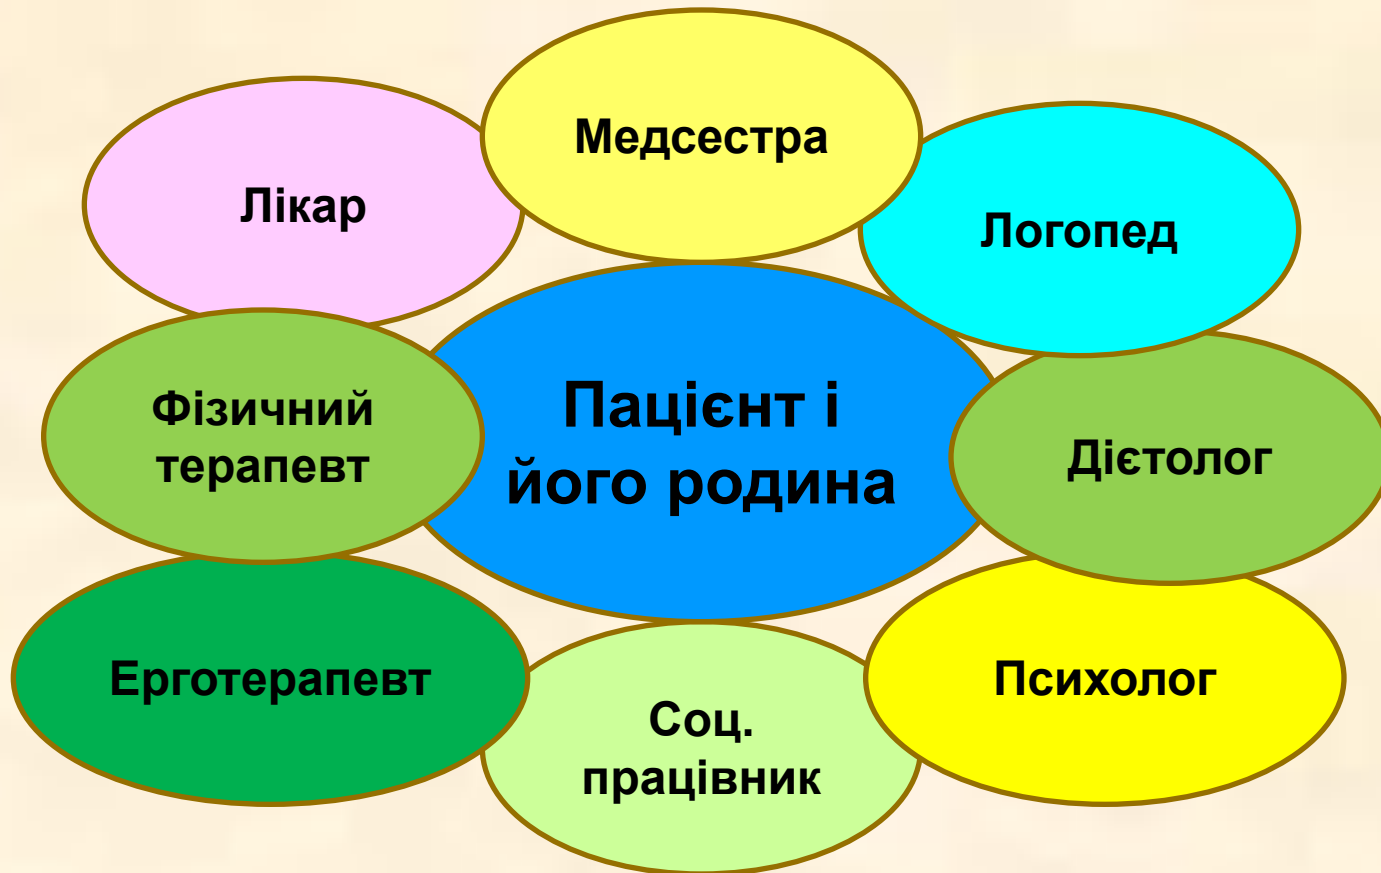 Медсестра
Лікар
Логопед
Фізичний
терапевт
Пацієнт і
його родина
Дієтолог
Ерготерапевт
Соц.
працівник
Психолог